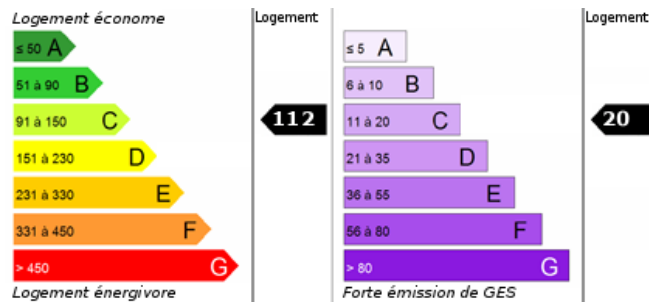 Logement économe
Logement
≤ 50 A
51 à 90 B
91 à 150 C
112
151 à 230 D
231 à 330 E
331 à 450 F
> 450 G
Logement énergivore
Logement
≤ 5 A
6 à 10 B
11 à 20 C
20
21 à 35 D
36 à 55 E
56 à 80 F
> 80 G
Forte émission de GES